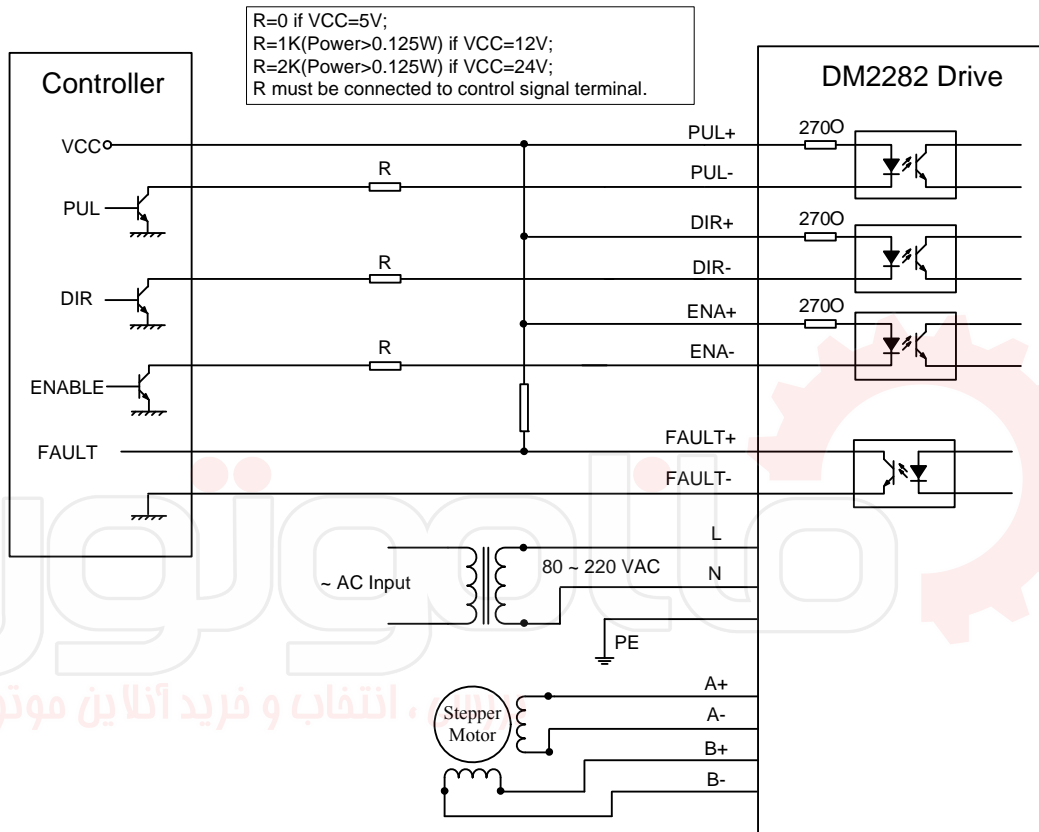 R=0 if VCC=5V;
R=1K(Power>0.125W) if VCC=12V;
R=2K(Power>0.125W) if VCC=24V;
R must be connected to control signal terminal.
Controller
DM2282 Drive
VCC
PUL+
270O
R
PUL-
PUL
DIR+
270O
R
DIR-
DIR
ENA+
270O
R
ENA-
ENABLE
FAULT
FAULT+
FAULT-
ماماموتور
L
~ AC Input
80 ~ 220 VAC
N
PE
، انتخاب و خرید آنلاین موتو
A+
Stepper
Motor
A-
B+
B-